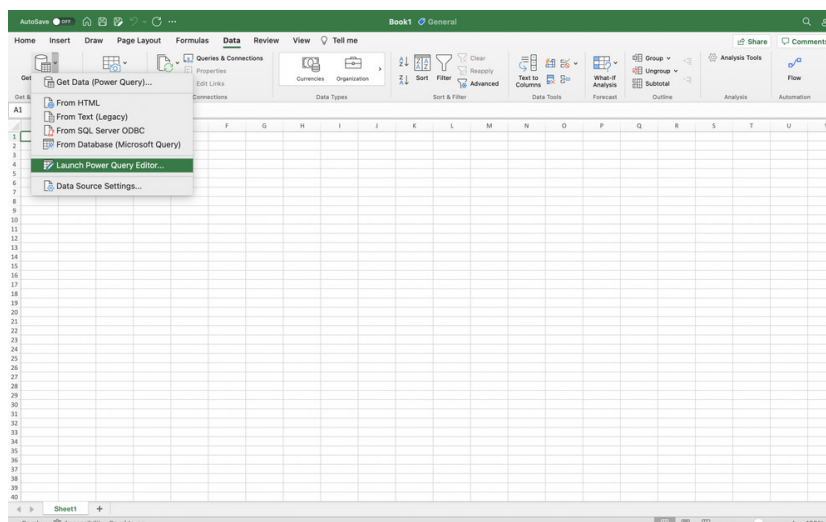 AutoSave OFF Book1 General
Home Insert Draw Page Layout Formulas Data Review View Tell me Share Comments
Queries & Connections
Properties
Edit Links
Currencies Organization
Sort Filter
Clear
Reapply
Advanced
Text to Columns
What-If Analysis
Group
Ungroup
Subtotal
Analysis Tools
Flow
Get & Connections Data Types Sort & Filter Data Tools Forecast Outline Analysis Automation
Get Data (Power Query)...
From HTML
From Text (Legacy)
From SQL Server ODBC
From Database (Microsoft Query)
Launch Power Query Editor...
Data Source Settings...
A1
F G H I J K L M N O P Q R S T U
1
2
3
4
5
6
7
8
9
10
11
12
13
14
15
16
17
18
19
20
21
22
23
24
25
26
27
28
29
30
31
32
33
34
35
36
37
38
39
40
Sheet1 +